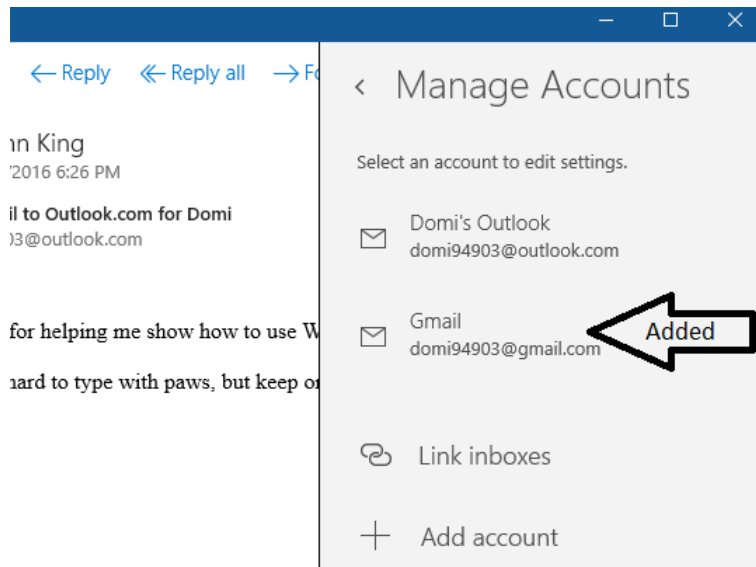 Reply Reply all
nn King
2016 6:26 PM
il to Outlook.com for Domi
3@outlook.com
for helping me show how to use W
hard to type with paws, but keep
Manage Accounts
Select an account to edit settings.
Domi's Outlook
domi94903@outlook.com
Gmail
domi94903@gmail.com
Added
Link inboxes
Add account